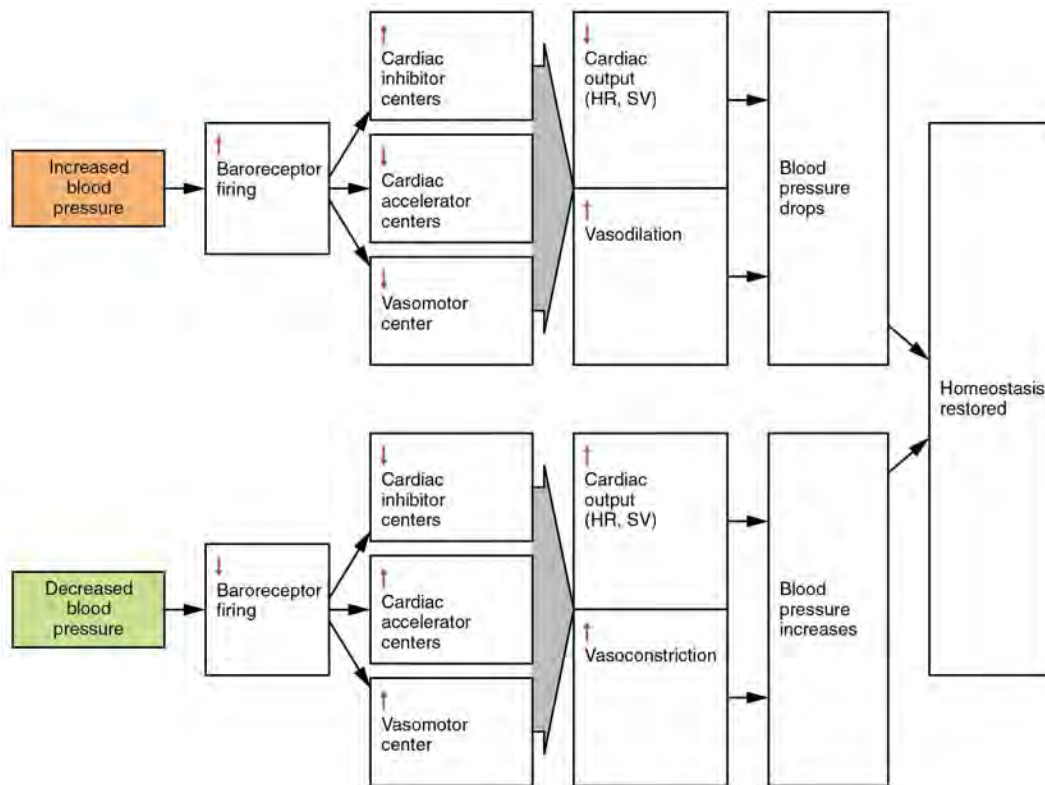 Increased
blood
pressure
↑
Baroreceptor
firing
↑
Cardiac
inhibitor
centers
↓
Cardiac
accelerator
centers
↓
Vasomotor
center
↓
Cardiac
output
(HR, SV)
↑
Vasodilation
Blood
pressure
drops
Homeostasis
restored
Decreased
blood
pressure
↓
Baroreceptor
firing
↓
Cardiac
inhibitor
centers
↑
Cardiac
accelerator
centers
↑
Vasomotor
center
↑
Cardiac
output
(HR, SV)
↑
Vasoconstriction
Blood
pressure
increases